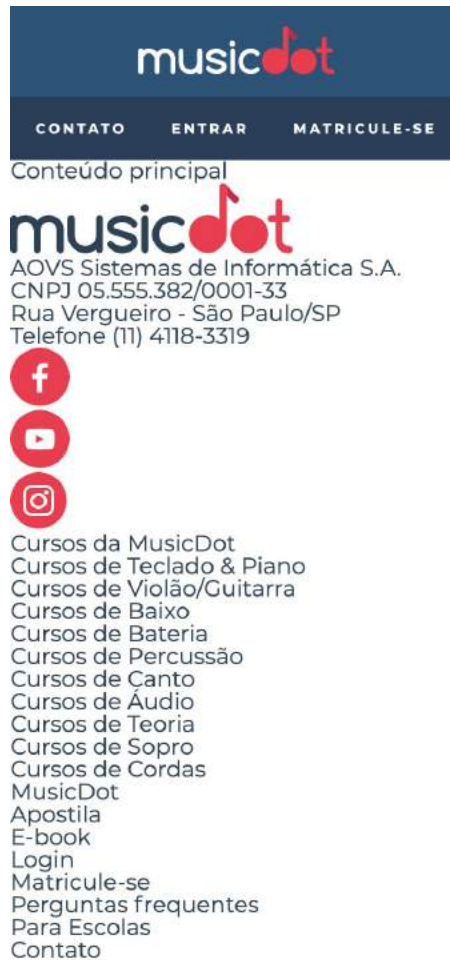 musicdot
CONTATO ENTRAR MATRICULE-SE
Conteúdo principal
musicdot
AOVS Sistemas de Informática S.A.
CNPJ 05.555.382/0001-33
Rua Vergueiro - São Paulo/SP
Telefone (11) 4118-3319
f
Cursos da MusicDot
Cursos de Teclado & Piano
Cursos de Violão/Guitarra
Cursos de Baixo
Cursos de Bateria
Cursos de Percussão
Cursos de Canto
Cursos de Áudio
Cursos de Teoria
Cursos de Sopro
Cursos de Cordas
MusicDot
Apostila
E-book
Login
Matricule-se
Perguntas frequentes
Para Escolas
Contato